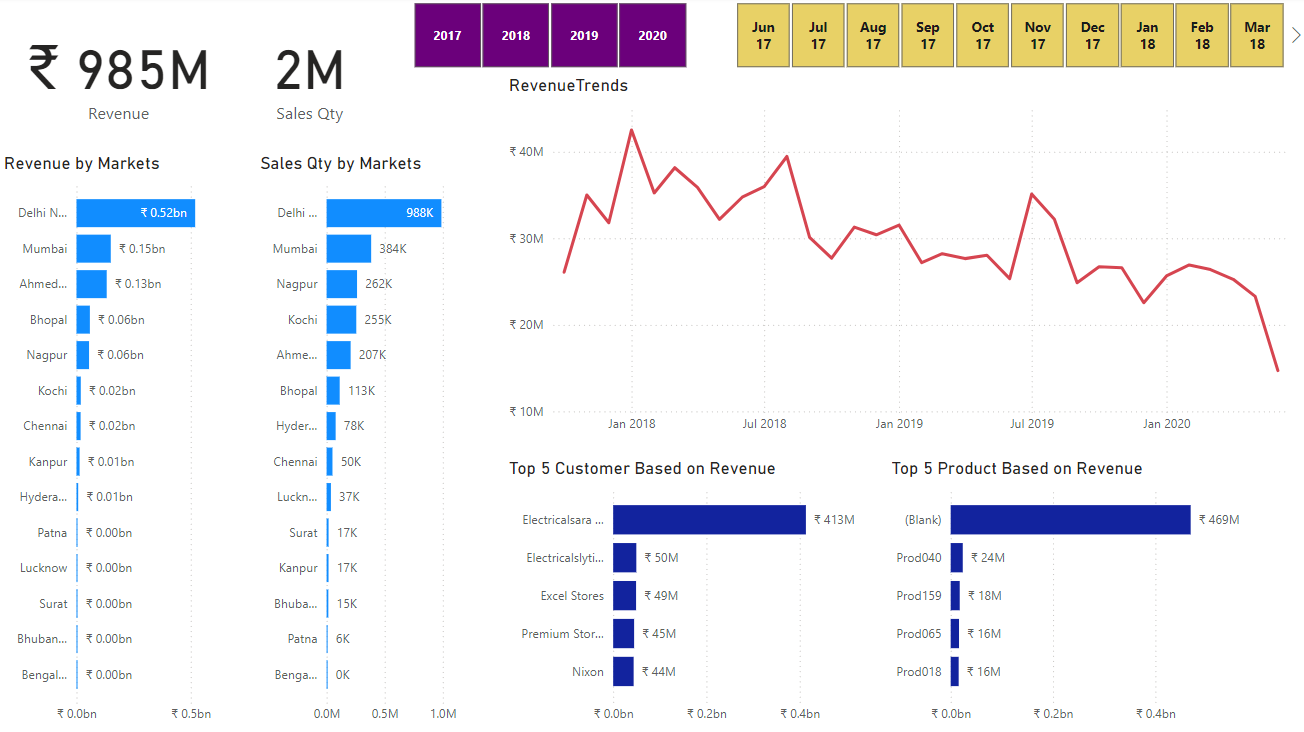 2017 2018 2019 2020
Jun 17 Jul 17 Aug 17 Sep 17 Oct 17 Nov 17 Dec 17 Jan 18 Feb 18 Mar 18
₹ 985M
Revenue
2M
Sales Qty
Revenue by Markets
Delhi N... ₹ 0.52bn
Mumbai ₹ 0.15bn
Ahmed... ₹ 0.13bn
Bhopal ₹ 0.06bn
Nagpur ₹ 0.06bn
Kochi ₹ 0.02bn
Chennai ₹ 0.02bn
Kanpur ₹ 0.01bn
Hydera... ₹ 0.01bn
Patna ₹ 0.00bn
Lucknow ₹ 0.00bn
Surat ₹ 0.00bn
Bhuban... ₹ 0.00bn
Bengal... ₹ 0.00bn
₹ 0.0bn ₹ 0.5bn
Sales Qty by Markets
Delhi ... 988K
Mumbai 384K
Nagpur 262K
Kochi 255K
Ahme... 207K
Bhopal 113K
Hyder... 78K
Chennai 50K
Luckn... 37K
Surat 17K
Kanpur 17K
Bhuba... 15K
Patna 6K
Benga... 0K
0.0M 0.5M 1.0M
RevenueTrends
₹ 40M
₹ 30M
₹ 20M
₹ 10M
Jan 2018 Jul 2018 Jan 2019 Jul 2019 Jan 2020
Top 5 Customer Based on Revenue
Electricalsara ... ₹ 413M
Electricalslyti... ₹ 50M
Excel Stores ₹ 49M
Premium Stor... ₹ 45M
Nixon ₹ 44M
₹ 0.0bn ₹ 0.2bn ₹ 0.4bn
Top 5 Product Based on Revenue
(Blank) ₹ 469M
Prod040 ₹ 24M
Prod159 ₹ 18M
Prod065 ₹ 16M
Prod018 ₹ 16M
₹ 0.0bn ₹ 0.2bn ₹ 0.4bn